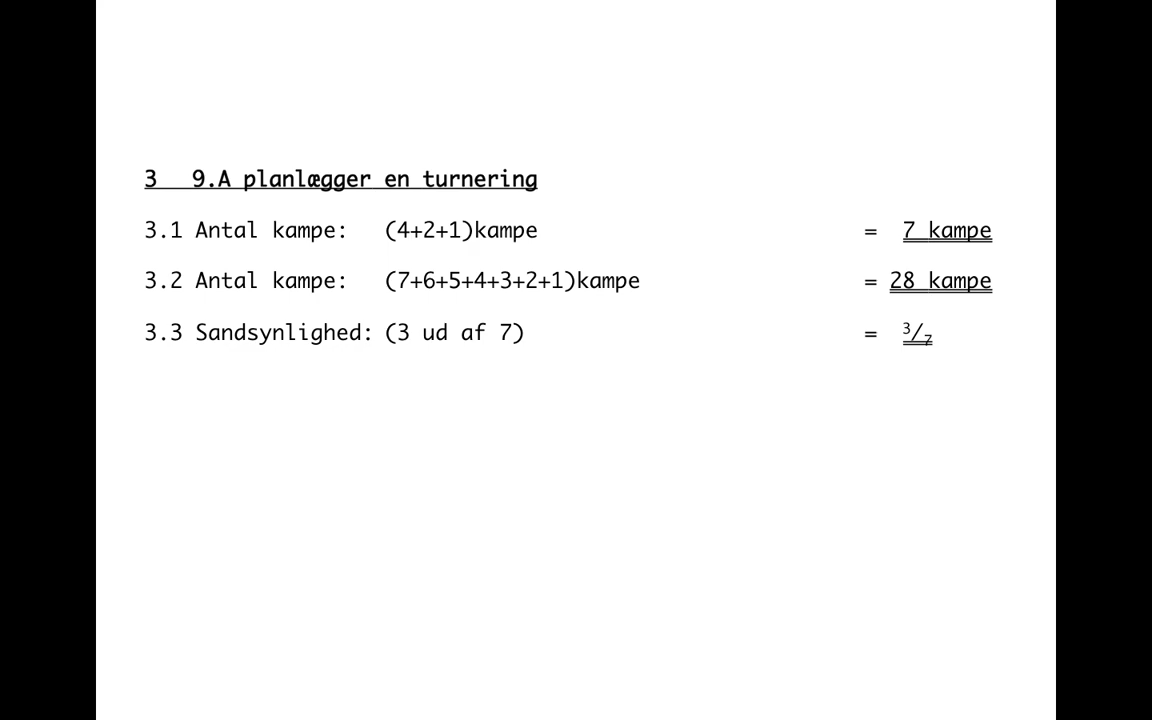 3 9.A planlægger en turnering
3.1 Antal kampe: (4+2+1)kampe = 7 kampe
3.2 Antal kampe: (7+6+5+4+3+2+1)kampe = 28 kampe
3.3 Sandsynlighed: (3 ud af 7) = 3/7